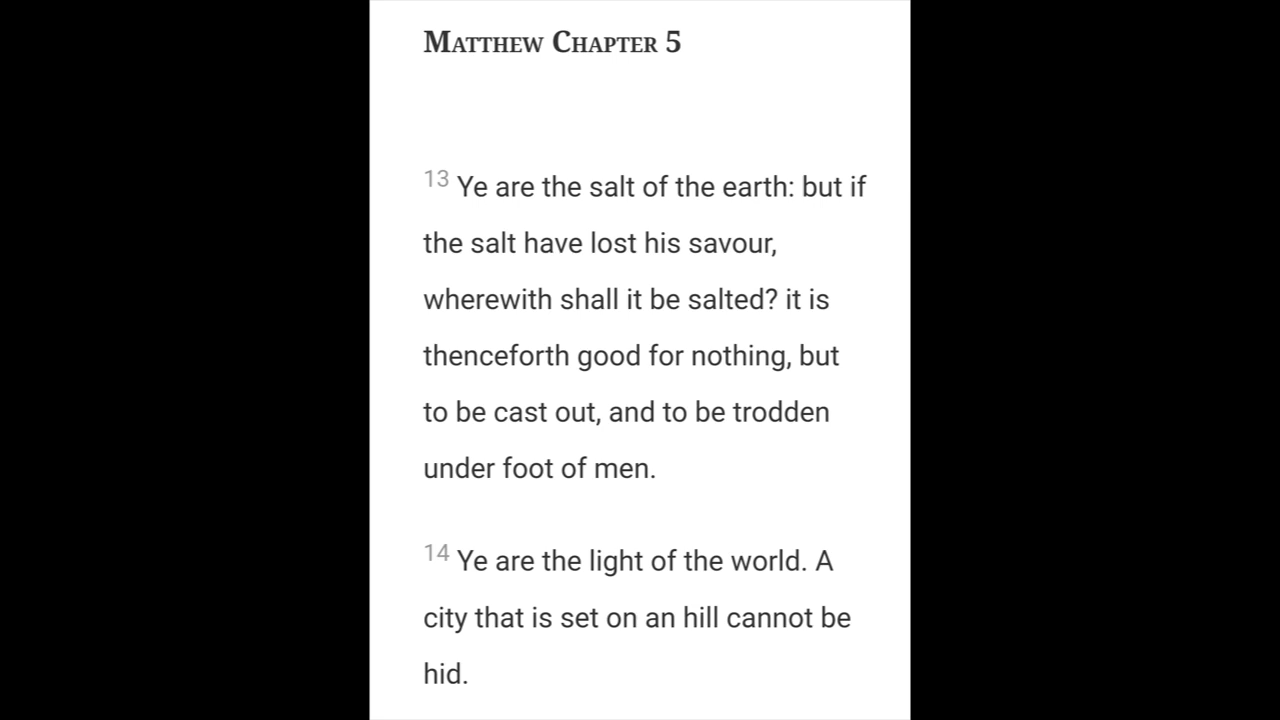 Matthew Chapter 5
13 Ye are the salt of the earth: but if
the salt have lost his savour,
wherewith shall it be salted? it is
thenceforth good for nothing, but
to be cast out, and to be trodden
under foot of men.
14 Ye are the light of the world. A
city that is set on an hill cannot be
hid.